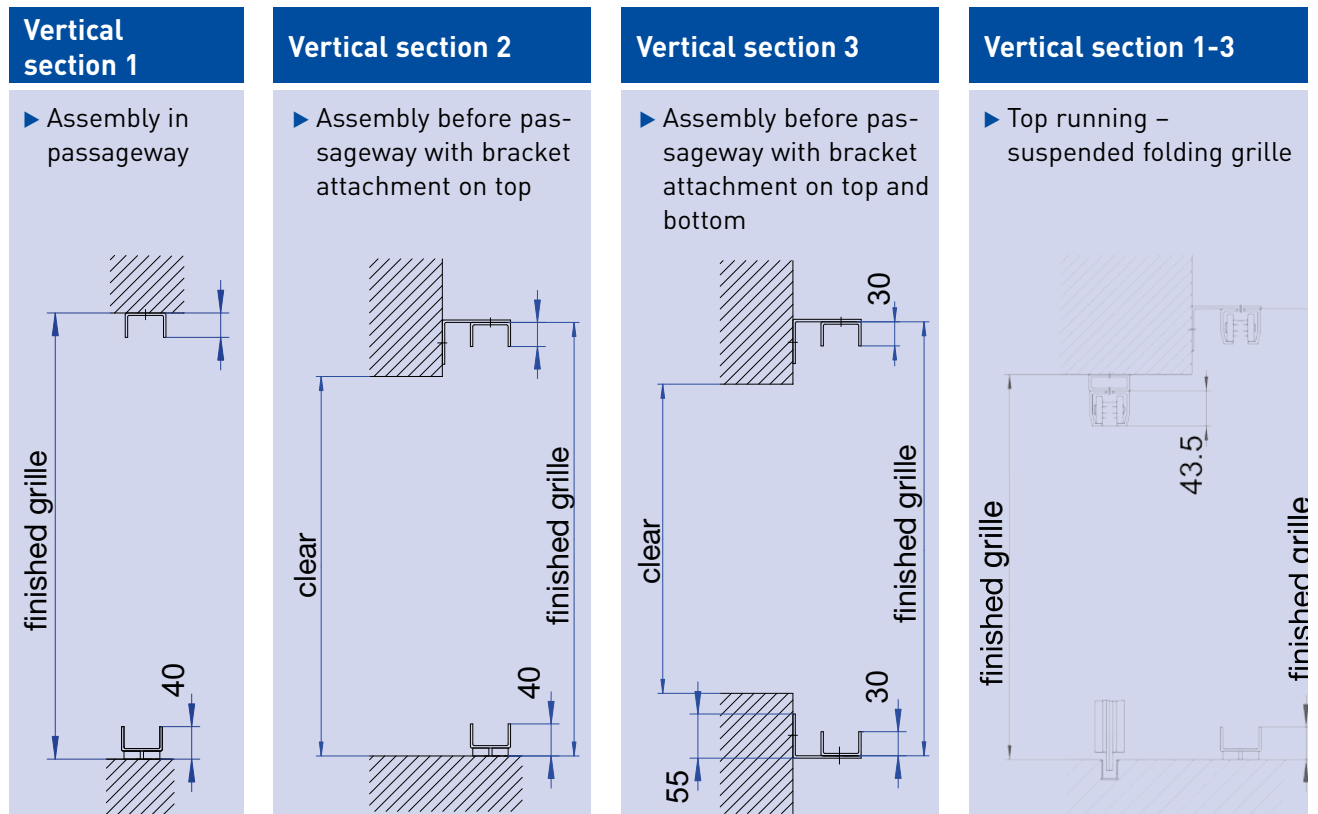 Vertical
section 1
▶ Assembly in
passageway
finished grille
40
Vertical section 2
▶ Assembly before pas-
sageway with bracket
attachment on top
clear
finished grille
40
Vertical section 3
▶ Assembly before pas-
sageway with bracket
attachment on top and
bottom
30
clear
finished grille
30
55
Vertical section 1-3
▶ Top running –
suspended folding grille
43.5
finished grille
finished grille